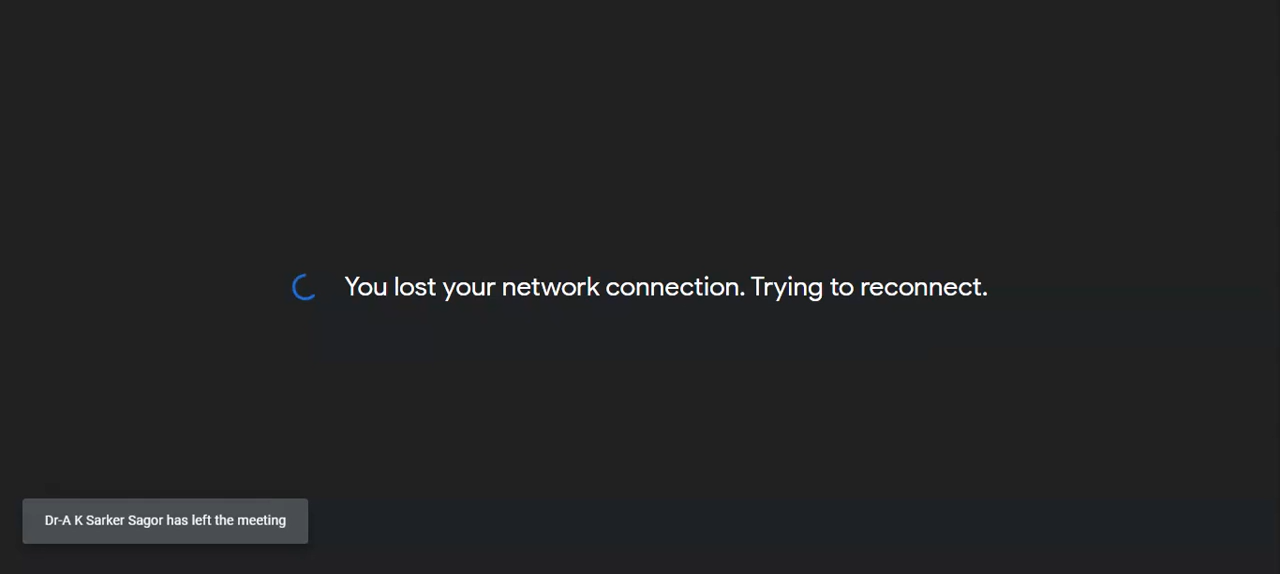 You lost your network connection. Trying to reconnect.
Dr-A K Sarker Sagor has left the meeting